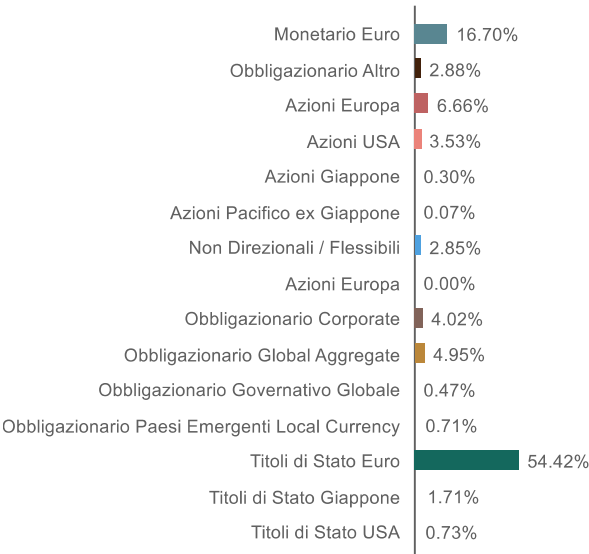 Monetario Euro 16.70%
Obbligazionario Altro 2.88%
Azioni Europa 6.66%
Azioni USA 3.53%
Azioni Giappone 0.30%
Azioni Pacifico ex Giappone 0.07%
Non Direzionali / Flessibili 2.85%
Azioni Europa 0.00%
Obbligazionario Corporate 4.02%
Obbligazionario Global Aggregate 4.95%
Obbligazionario Governativo Globale 0.47%
Obbligazionario Paesi Emergenti Local Currency 0.71%
Titoli di Stato Euro 54.42%
Titoli di Stato Giappone 1.71%
Titoli di Stato USA 0.73%